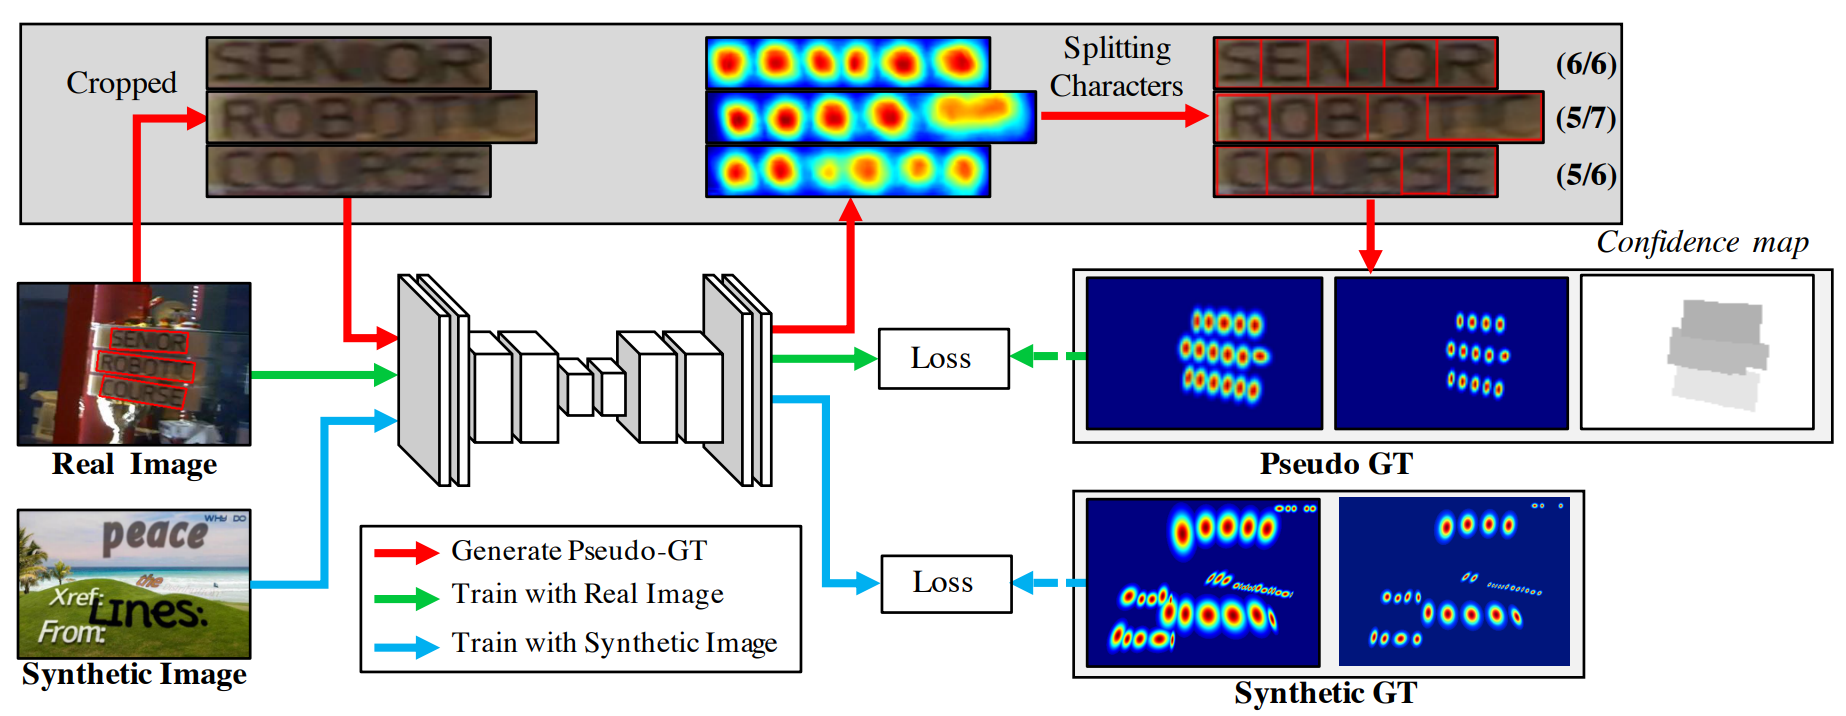 Cropped
SENIOR
ROBOTIC
COURSE
Splitting
Characters
SENIOR
ROBOTIC
COURSE
(6/6)
(5/7)
(5/6)
Confidence map
SENIOR
ROBOTIC
COURSE
Real Image
Loss
Pseudo GT
peace
WHY DO
the
Xref:
Lines:
From:
Synthetic Image
Generate Pseudo-GT
Train with Real Image
Train with Synthetic Image
Loss
Synthetic GT